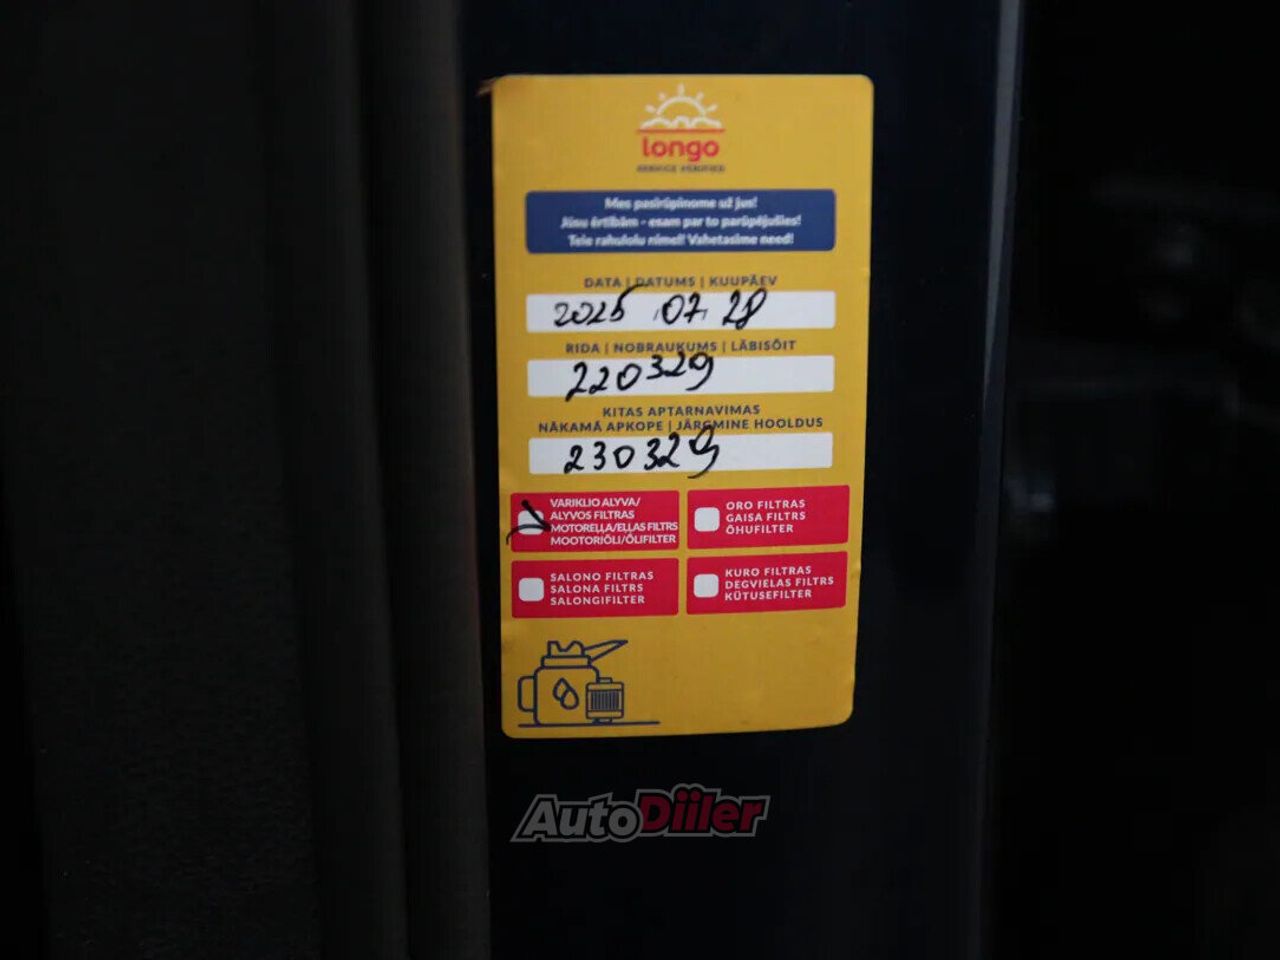 longo
SERVICE VERIFIED
Mes pasirūpinome už jus!
Jūsu ērtībām - esam par to parūpējušies!
Teie rahulolu nimel! Vahetasime need!
DATA | DATUMS | KUUPÄEV
2025 07 28
RIDA | NOBRAUKUMS | LÄBISÕIT
220329
KITAS APTARNAVIMAS
NĀKAMĀ APKOPE | JÄRGMINE HOOLDUS
230329
VARIKLIO ALYVA/
ALYVOS FILTRAS
MOTOREĻĻA/EĻĻAS FILTRS
MOOTORIÕLI/ÕLIFILTER
ORO FILTRAS
GAISA FILTRS
ÕHUFILTER
SALONO FILTRAS
SALONA FILTRS
SALONGIFILTER
KURO FILTRAS
DEGVIELAS FILTRS
KÜTUSEFILTER
AutoDiiler